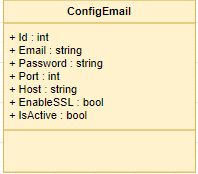 ConfigEmail
+ Id : int
+ Email : string
+ Password : string
+ Port : int
+ Host : string
+ EnableSSL : bool
+ IsActive : bool